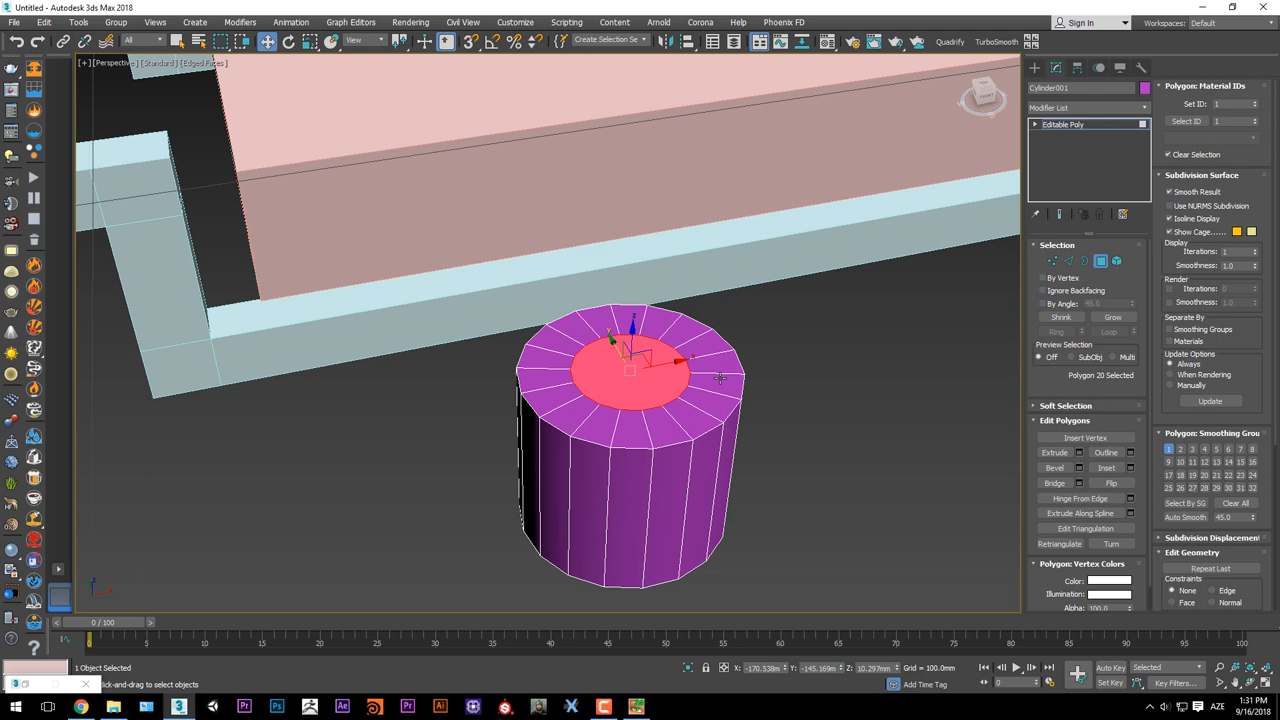 Untitled - Autodesk 3ds Max 2018
File Edit Tools Group Views Create Modifiers Animation Graph Editors Rendering Civil View Customize Scripting Content Arnold Corona Help Phoenix FD Sign In Workspaces: Default
All View Create Selection Se Quadrify TurboSmooth
[+] [Perspective] [Standard] [Edged Faces]
TOP
FRONT
Cylinder001
Modifier List
Editable Poly
Selection
By Vertex
Ignore Backfacing
By Angle: 45.0
Shrink Grow
Ring Loop
Preview Selection
Off SubObj Multi
Polygon 20 Selected
Soft Selection
Edit Polygons
Insert Vertex
Extrude Outline
Bevel Inset
Bridge Flip
Hinge From Edge
Extrude Along Spline
Edit Triangulation
Retriangulate Turn
Polygon: Vertex Colors
Color:
Illumination:
Alpha: 100.0
Polygon: Material IDs
Set ID: 1
Select ID 1
Clear Selection
Subdivision Surface
Smooth Result
Use NURMS Subdivision
Isoline Display
Show Cage......
Display
Iterations: 1
Smoothness: 1.0
Render
Iterations: 0
Smoothness: 1.0
Separate By
Smoothing Groups
Materials
Update Options
Always
When Rendering
Manually
Update
Polygon: Smoothing Grou
1 2 3 4 5 6 7 8
9 10 11 12 13 14 15 16
17 18 19 20 21 22 23 24
25 26 27 28 29 30 31 32
Select By SG Clear All
Auto Smooth 45.0
Subdivision Displacemen
Edit Geometry
Repeat Last
Constraints
None Edge
Face Normal
0 / 100
0 5 10 15 20 25 30 35 40 45 50 55 60 65 70 75 80 85 90 95 100
1 Object Selected X: -170.538m Y: -145.169m Z: 10.297mm Grid = 100.0mm Auto Key Selected
click-and-drag to select objects Add Time Tag 0 Set Key Key Filters...
AZE 1:31 PM
9/16/2018